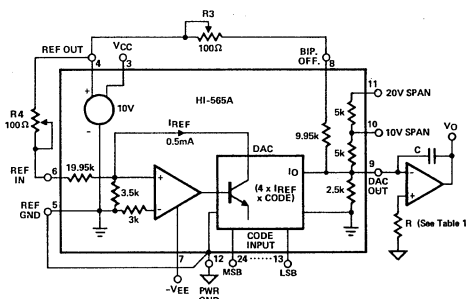 R3
100Ω
REF OUT
VCC
BIP.
OFF.
4
3
8
HI-565A
11
20V SPAN
5k
10
10V SPAN
5k
R4
100Ω
10V
IREF
0.5mA
9.95k
DAC
IO
(4 x IREF
x CODE)
2.5k
9
DAC
OUT
C
VO
REF
IN
6
19.95k
3.5k
3k
REF
GND
5
R (See Table 1
CODE
INPUT
7
-VEE
12
PWR
GND
24
13
MSB
LSB